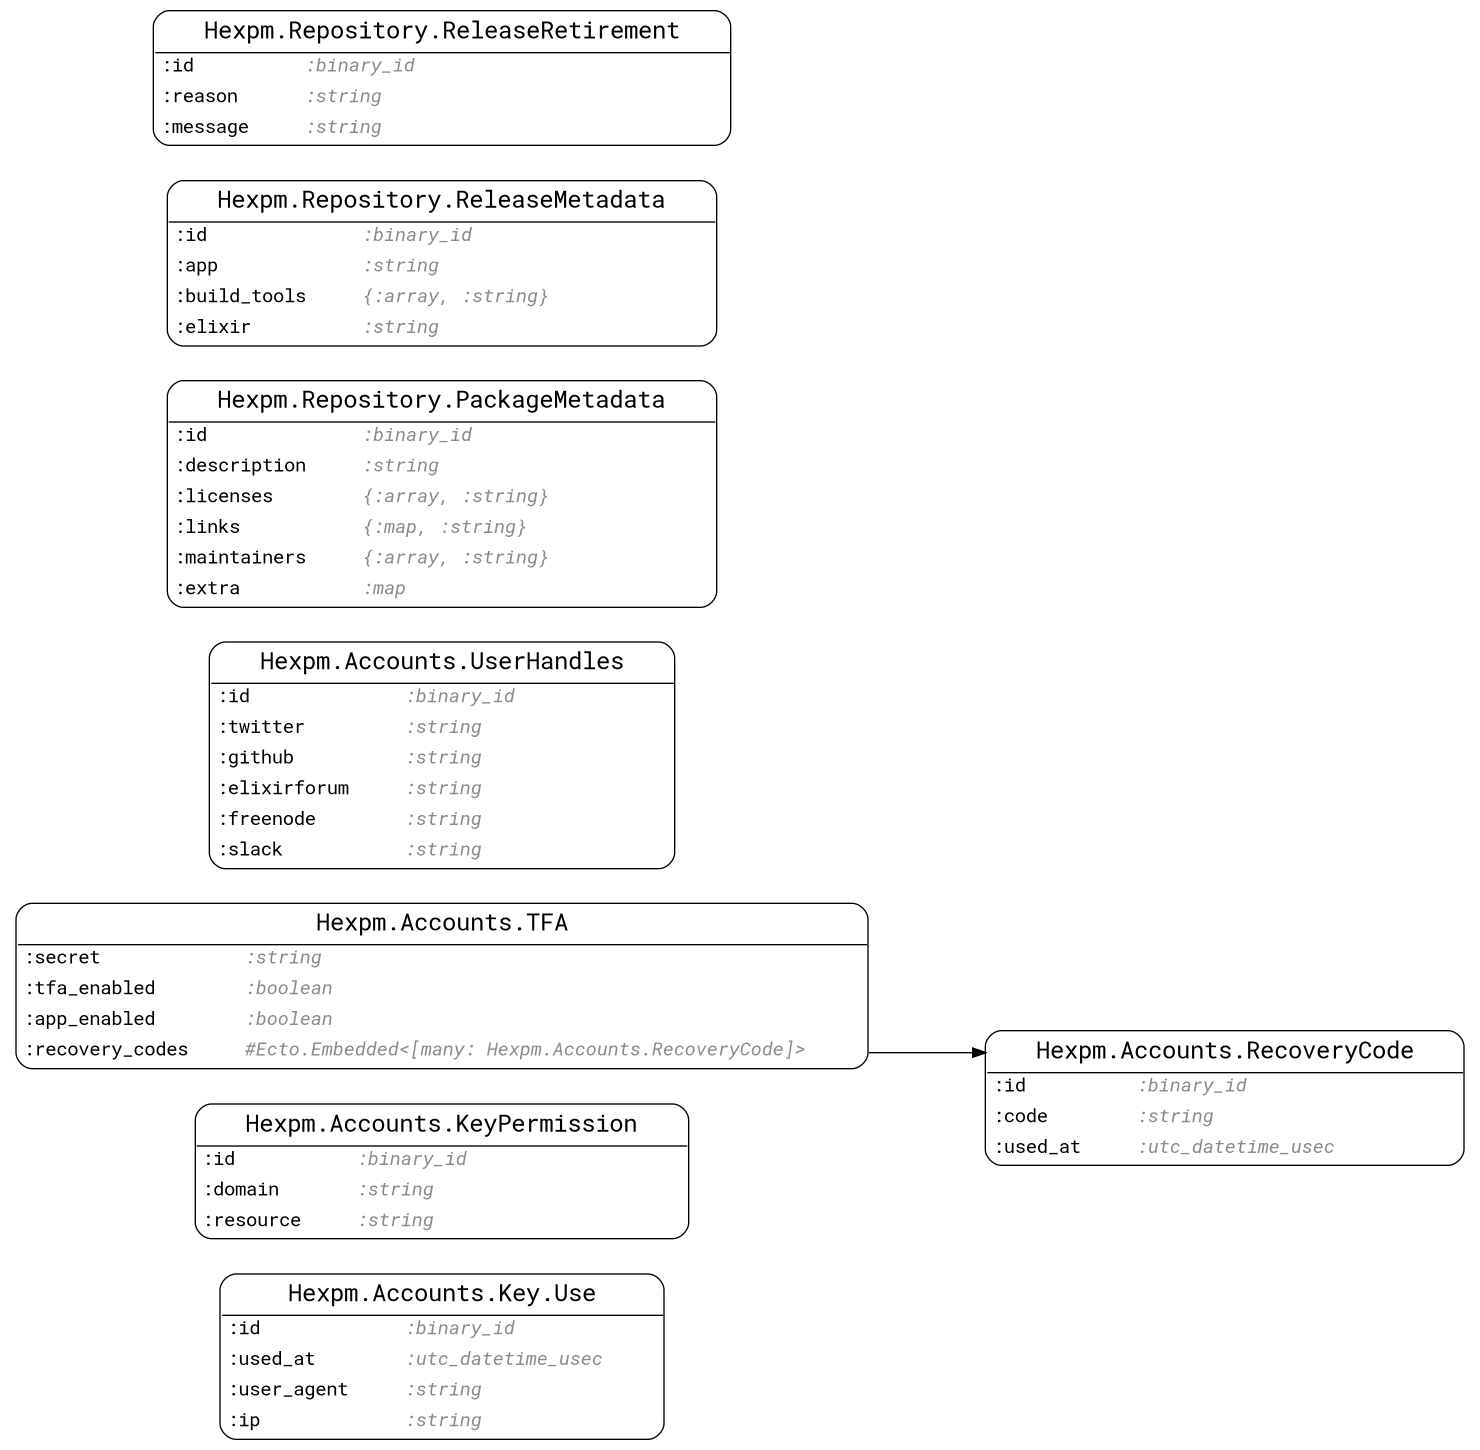 Hexpm.Repository.ReleaseRetirement
:id :binary_id
:reason :string
:message :string
Hexpm.Repository.ReleaseMetadata
:id :binary_id
:app :string
:build_tools {:array, :string}
:elixir :string
Hexpm.Repository.PackageMetadata
:id :binary_id
:description :string
:licenses {:array, :string}
:links {:map, :string}
:maintainers {:array, :string}
:extra :map
Hexpm.Accounts.UserHandles
:id :binary_id
:twitter :string
:github :string
:elixirforum :string
:freenode :string
:slack :string
Hexpm.Accounts.TFA
:secret :string
:tfa_enabled :boolean
:app_enabled :boolean
:recovery_codes #Ecto.Embedded<[many: Hexpm.Accounts.RecoveryCode]>
Hexpm.Accounts.RecoveryCode
:id :binary_id
:code :string
:used_at :utc_datetime_usec
Hexpm.Accounts.KeyPermission
:id :binary_id
:domain :string
:resource :string
Hexpm.Accounts.Key.Use
:id :binary_id
:used_at :utc_datetime_usec
:user_agent :string
:ip :string